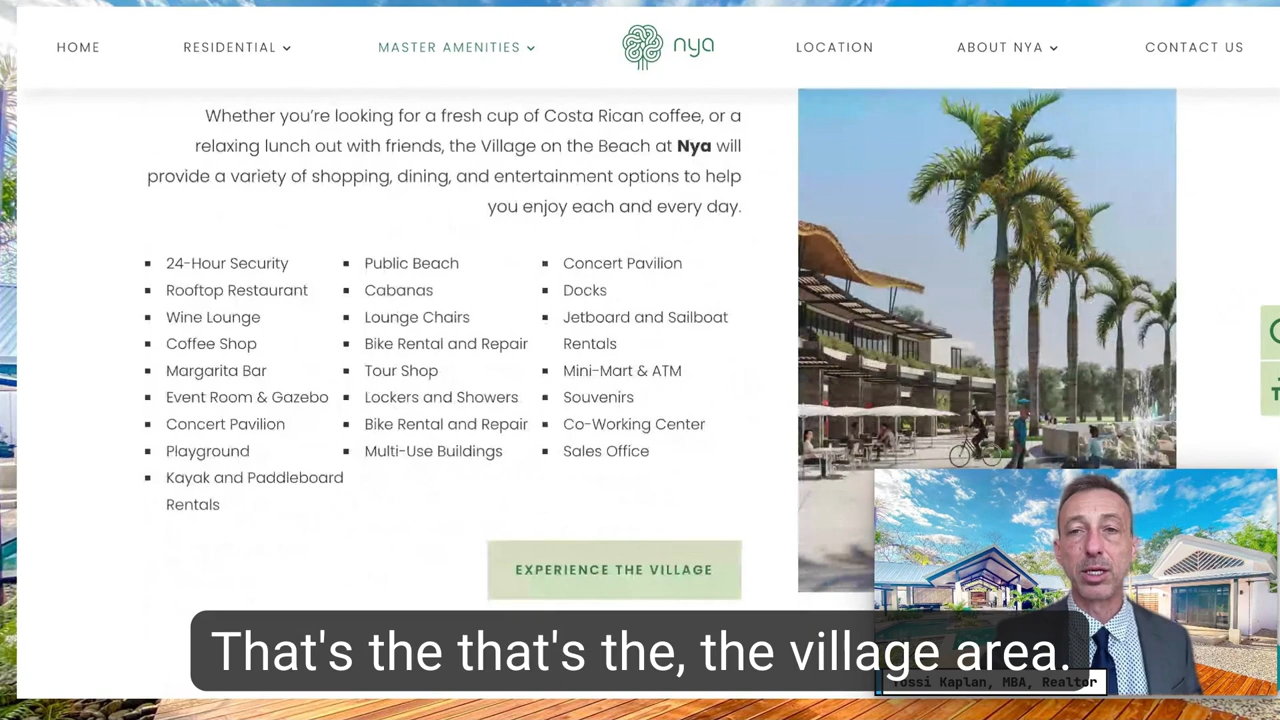 HOME
RESIDENTIAL
MASTER AMENITIES
nya
LOCATION
ABOUT NYA
CONTACT US
Whether you're looking for a fresh cup of Costa Rican coffee, or a
relaxing lunch out with friends, the Village on the Beach at Nya will
provide a variety of shopping, dining, and entertainment options to help
you enjoy each and every day.
24-Hour Security
Rooftop Restaurant
Wine Lounge
Coffee Shop
Margarita Bar
Event Room & Gazebo
Concert Pavilion
Playground
Kayak and Paddleboard
Rentals
Public Beach
Cabanas
Lounge Chairs
Bike Rental and Repair
Tour Shop
Lockers and Showers
Bike Rental and Repair
Multi-Use Buildings
Concert Pavilion
Docks
Jetboard and Sailboat
Rentals
Mini-Mart & ATM
Souvenirs
Co-Working Center
Sales Office
EXPERIENCE THE VILLAGE
That's the that's the, the village area.
Yossi Kaplan, MBA, Realtor